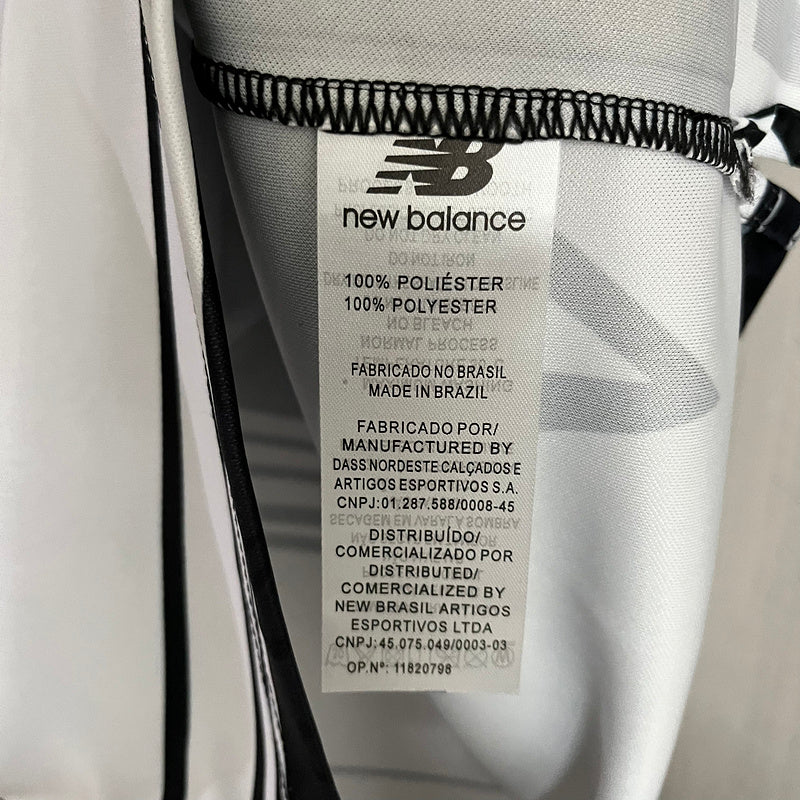 NB
new balance
100% POLIÉSTER
100% POLYESTER
FABRICADO NO BRASIL
MADE IN BRAZIL
FABRICADO POR/
MANUFACTURED BY
DASS NORDESTE CALÇADOS E
ARTIGOS ESPORTIVOS S.A.
CNPJ:01.287.588/0008-45
DISTRIBUÍDO/
COMERCIALIZADO POR
DISTRIBUTED/
COMERCIALIZED BY
NEW BRASIL ARTIGOS
ESPORTIVOS LTDA
CNPJ:45.075.049/0003-03
OP.Nº: 11820798